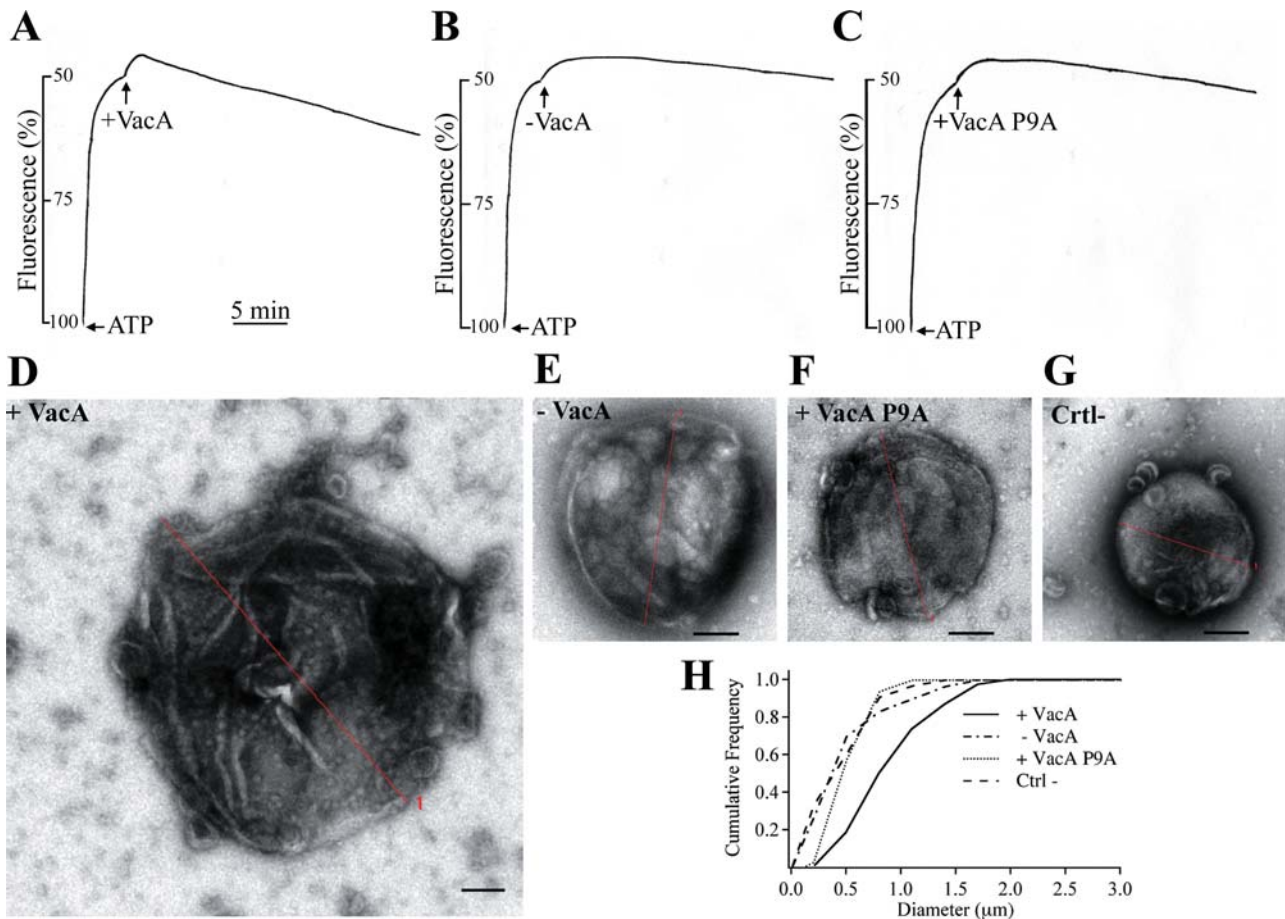 A
50
75
100
Fluorescence (%)
+VacA
ATP
5 min
B
50
75
100
Fluorescence (%)
-VacA
ATP
C
50
75
100
Fluorescence (%)
+VacA P9A
ATP
D
+ VacA
1
E
- VacA
F
+ VacA P9A
G
Crtl-
H
1.0
0.8
0.6
0.4
0.2
Cumulative Frequency
+ VacA
- VacA
+ VacA P9A
Ctrl -
0.0 0.5 1.0 1.5 2.0 2.5 3.0
Diameter (μm)